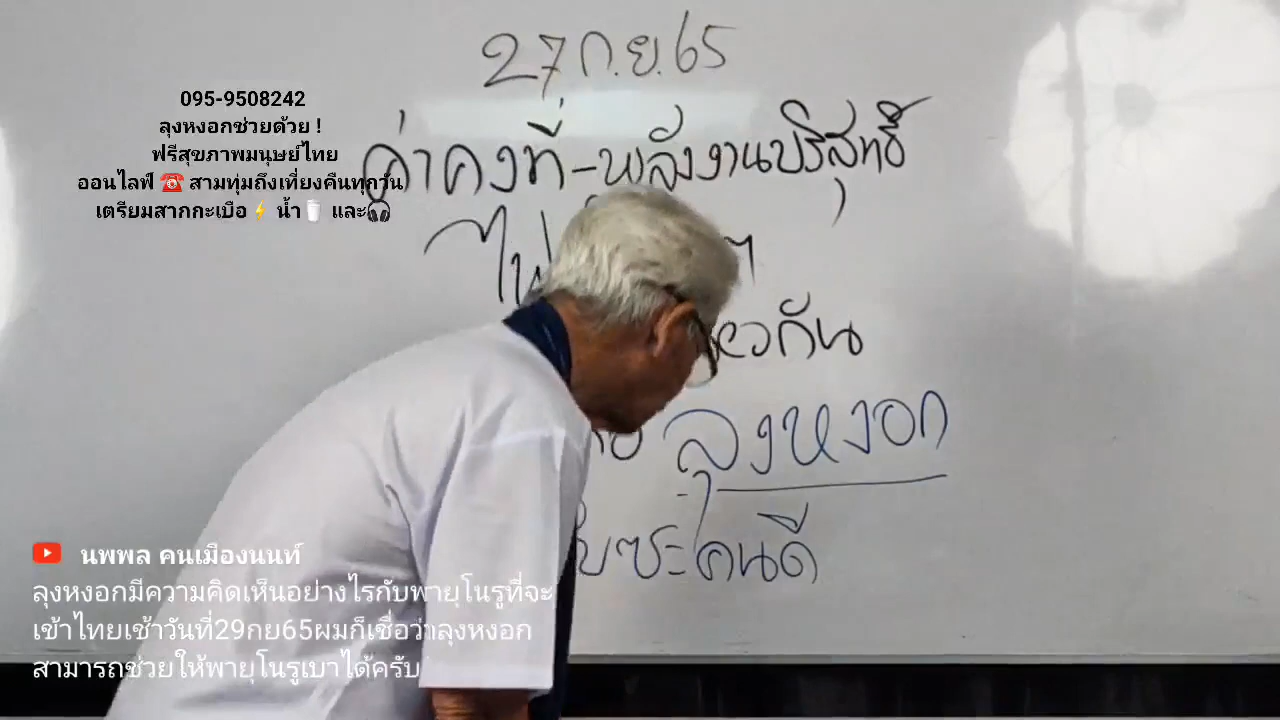 27 ก.ย. 65
095-9508242
ลุงหงอกช่วยด้วย !
ฟรีสุขภาพมนุษย์ไทย
ออนไลฟ์ ☎️ สามทุ่มถึงเที่ยงคืนทุกวัน
เตรียมสากกะเบือ⚡ น้ำ🥛 และ🎧
ค่าคงที่-พลังงานบริสุทธิ์
ลุงหงอก
คนดี
นพพล คนเมืองนนท์
ลุงหงอกมีความคิดเห็นอย่างไรกับพายุโนรูที่จะ
เข้าไทยเช้าวันที่29กย65ผมก็เชื่อว่าลุงหงอก
สามารถช่วยให้พายุโนรูเบาได้ครับ